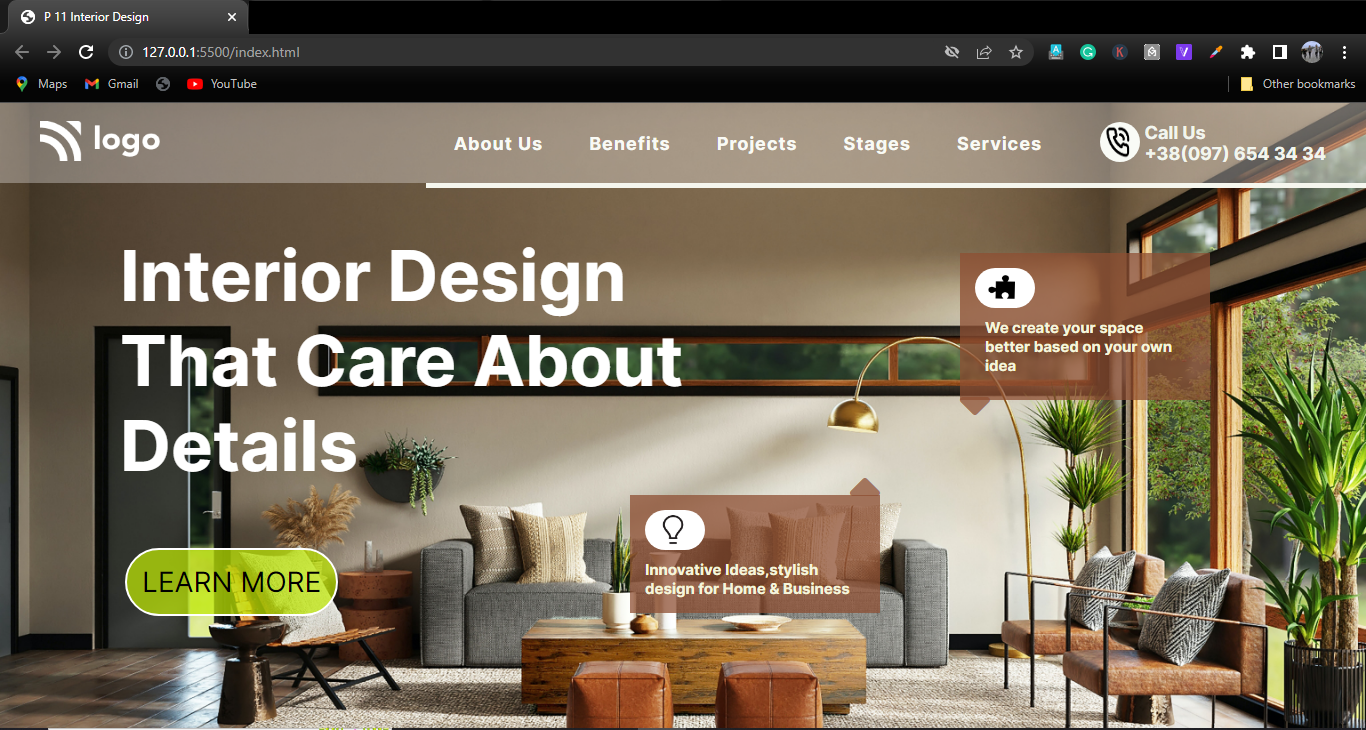 P 11 Interior Design
127.0.0.1:5500/index.html
Maps
Gmail
YouTube
Other bookmarks
logo
About Us
Benefits
Projects
Stages
Services
Call Us
+38(097) 654 34 34
Interior Design
That Care About
Details
We create your space
better based on your own
idea
Innovative Ideas,stylish
design for Home & Business
LEARN MORE